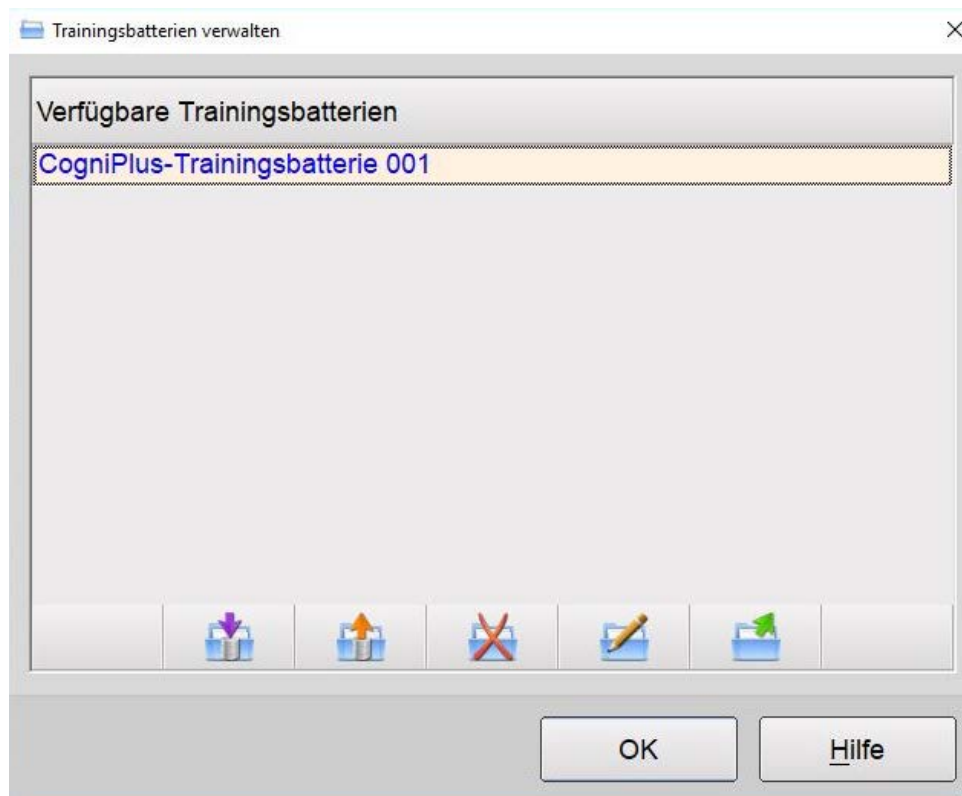 Trainingsbatterien verwalten
Verfügbare Trainingsbatterien
CogniPlus-Trainingsbatterie 001
OK
Hilfe